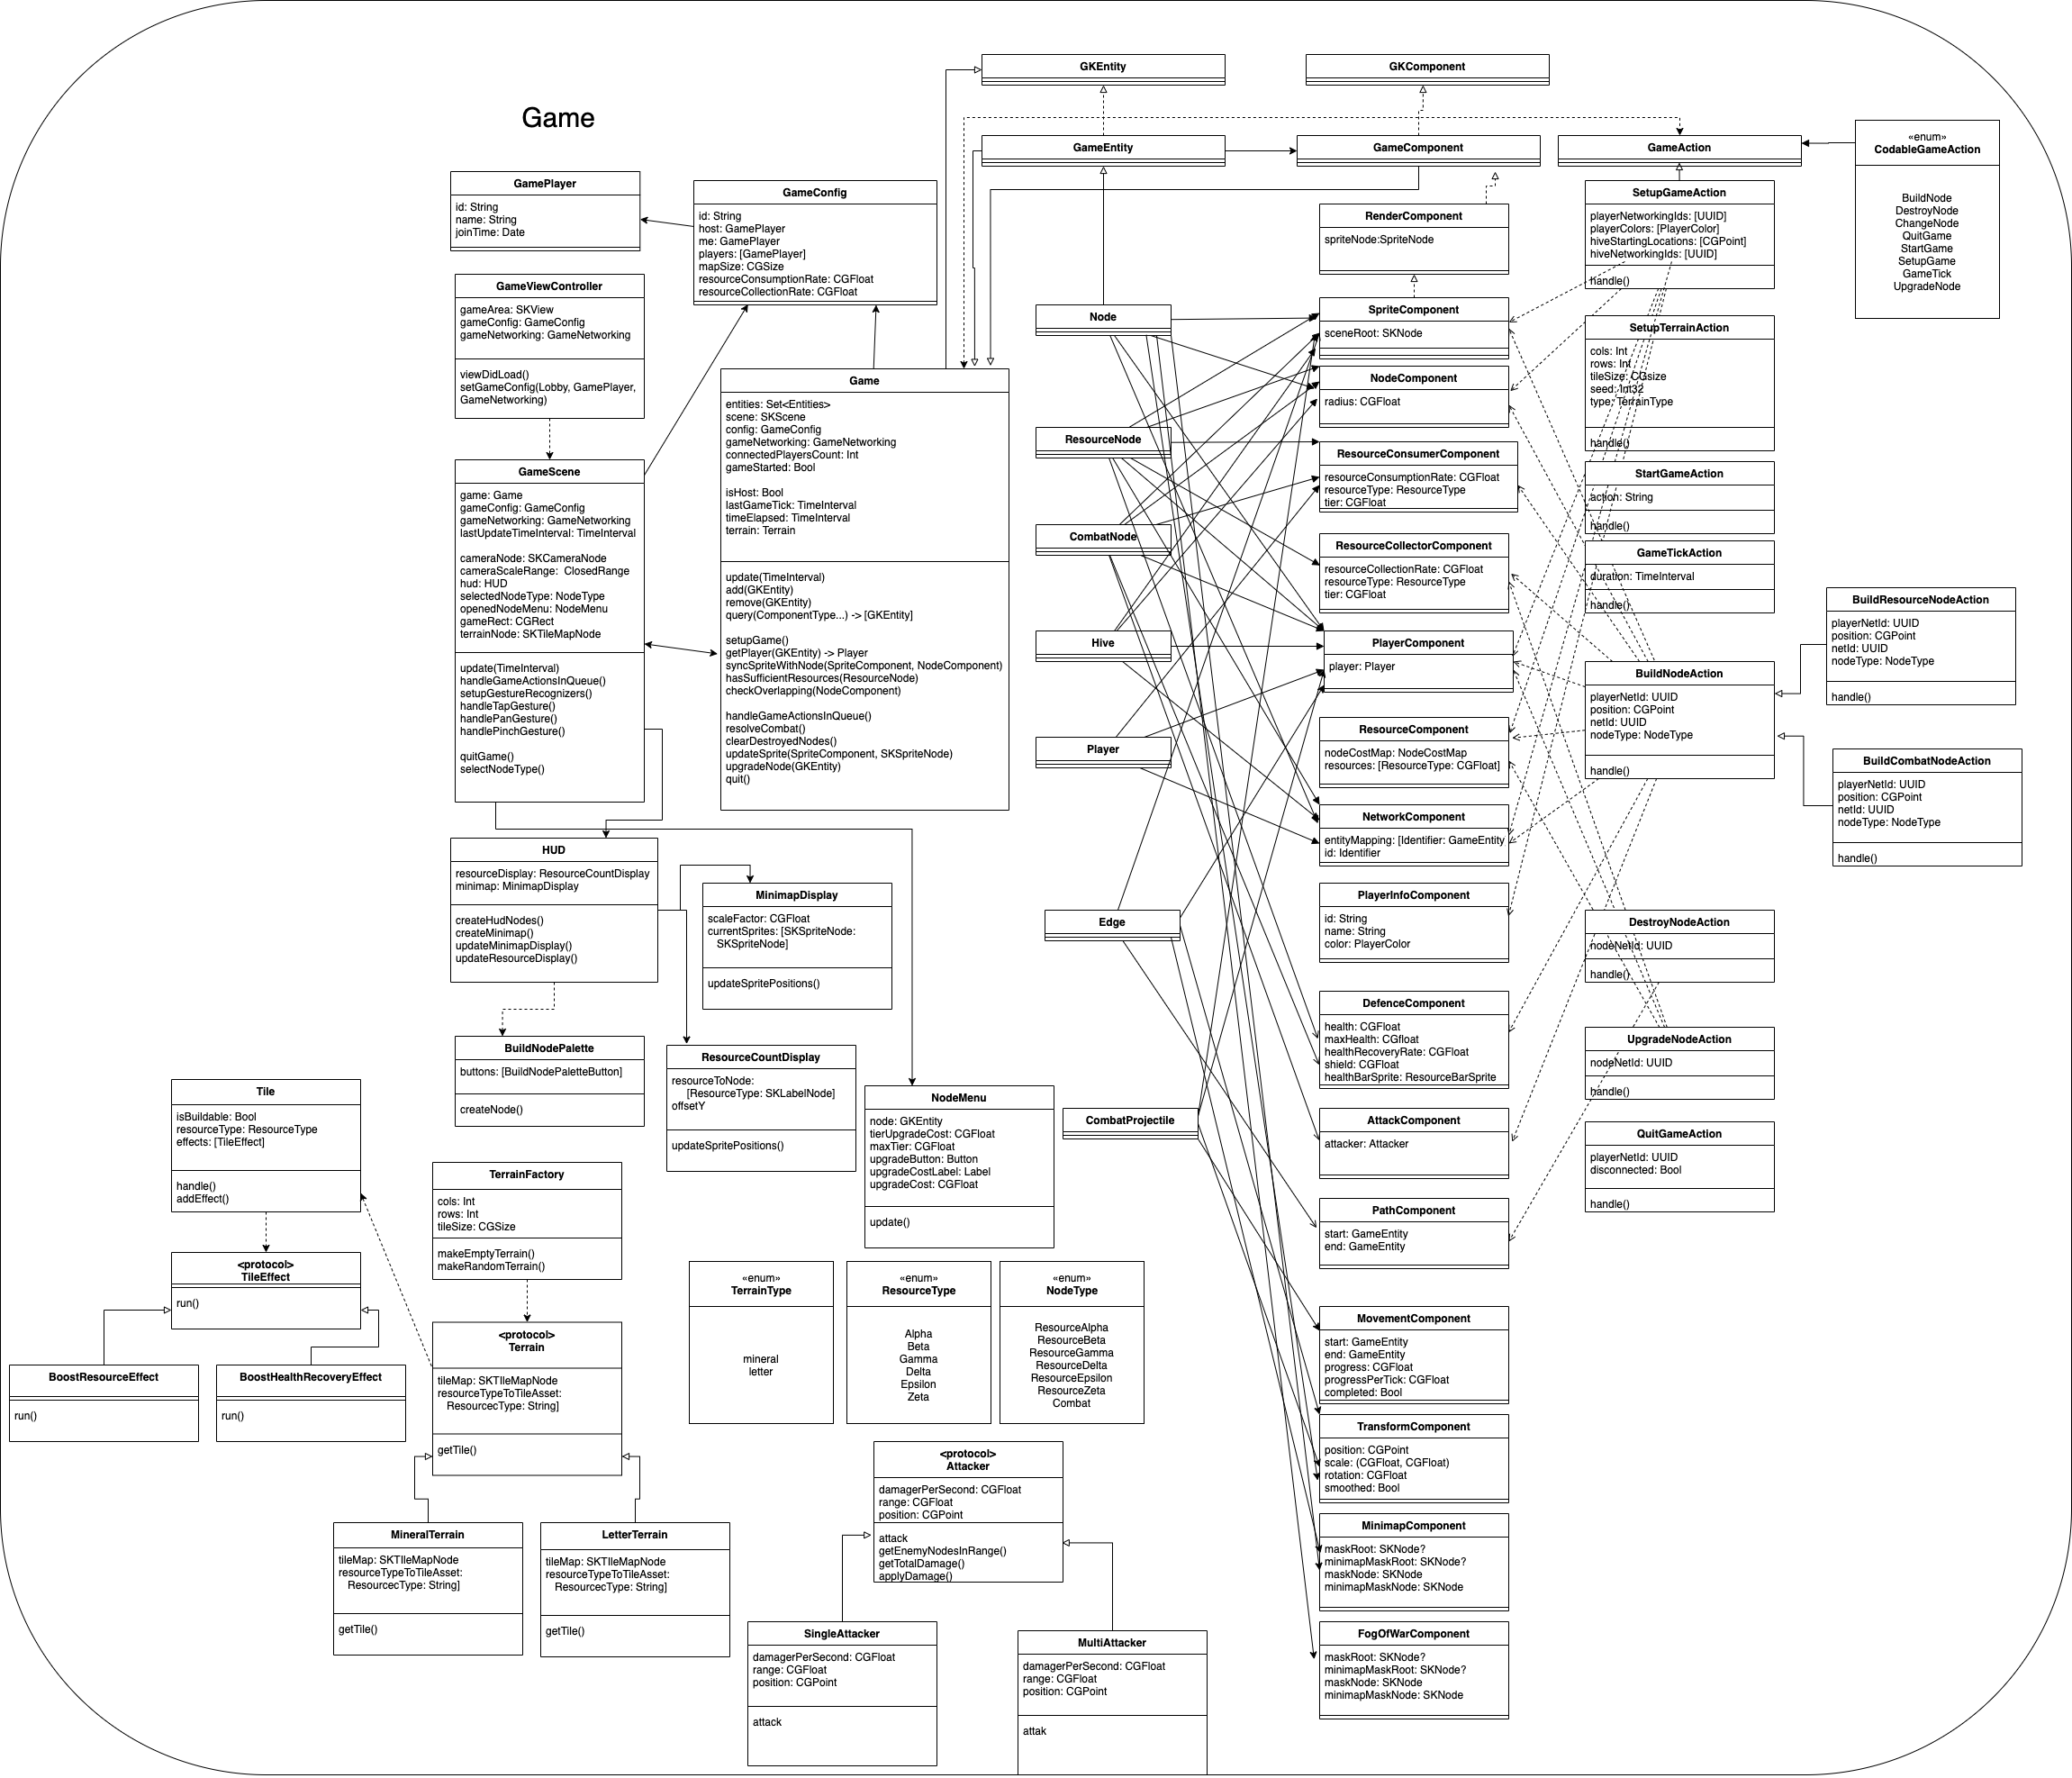 Game
GKEntity
GKComponent
GameEntity
GameComponent
GameAction
«enum»
CodableGameAction
BuildNode
DestroyNode
ChangeNode
QuitGame
StartGame
SetupGame
GameTick
UpgradeNode
GamePlayer
id: String
name: String
joinTime: Date
GameConfig
id: String
host: GamePlayer
me: GamePlayer
players: [GamePlayer]
mapSize: CGSize
resourceConsumptionRate: CGFloat
resourceCollectionRate: CGFloat
GameViewController
gameArea: SKView
gameConfig: GameConfig
gameNetworking: GameNetworking
viewDidLoad()
setGameConfig(Lobby, GamePlayer,
GameNetworking)
GameScene
game: Game
gameConfig: GameConfig
gameNetworking: GameNetworking
lastUpdateTimeInterval: TimeInterval
cameraNode: SKCameraNode
cameraScaleRange: ClosedRange
hud: HUD
selectedNodeType: NodeType
openedNodeMenu: NodeMenu
gameRect: CGRect
terrainNode: SKTileMapNode
update(TimeInterval)
handleGameActionsInQueue()
setupGestureRecognizers()
handleTapGesture()
handlePanGesture()
handlePinchGesture()
quitGame()
selectNodeType()
Game
entities: Set<Entities>
scene: SKScene
config: GameConfig
gameNetworking: GameNetworking
connectedPlayersCount: Int
gameStarted: Bool
isHost: Bool
lastGameTick: TimeInterval
timeElapsed: TimeInterval
terrain: Terrain
update(TimeInterval)
add(GKEntity)
remove(GKEntity)
query(ComponentType...) -> [GKEntity]
setupGame()
getPlayer(GKEntity) -> Player
syncSpriteWithNode(SpriteComponent, NodeComponent)
hasSufficientResources(ResourceNode)
checkOverlapping(NodeComponent)
handleGameActionsInQueue()
resolveCombat()
clearDestroyedNodes()
updateSprite(SpriteComponent, SKSpriteNode)
upgradeNode(GKEntity)
quit()
HUD
resourceDisplay: ResourceCountDisplay
minimap: MinimapDisplay
createHudNodes()
createMinimap()
updateMinimapDisplay()
updateResourceDisplay()
MinimapDisplay
scaleFactor: CGFloat
currentSprites: [SKSpriteNode:
SKSpriteNode]
updateSpritePositions()
BuildNodePalette
buttons: [BuildNodePaletteButton]
createNode()
ResourceCountDisplay
resourceToNode:
[ResourceType: SKLabelNode]
offsetY
updateSpritePositions()
NodeMenu
node: GKEntity
tierUpgradeCost: CGFloat
maxTier: CGFloat
upgradeButton: Button
upgradeCostLabel: Label
upgradeCost: CGFloat
update()
Tile
isBuildable: Bool
resourceType: ResourceType
effects: [TileEffect]
handle()
addEffect()
<protocol>
TileEffect
run()
BoostResourceEffect
run()
BoostHealthRecoveryEffect
run()
TerrainFactory
cols: Int
rows: Int
tileSize: CGSize
makeEmptyTerrain()
makeRandomTerrain()
<protocol>
Terrain
tileMap: SKTIleMapNode
resourceTypeToTileAsset:
ResourcecType: String]
getTile()
MineralTerrain
tileMap: SKTIleMapNode
resourceTypeToTileAsset:
ResourcecType: String]
getTile()
LetterTerrain
tileMap: SKTIleMapNode
resourceTypeToTileAsset:
ResourcecType: String]
getTile()
«enum»
TerrainType
mineral
letter
«enum»
ResourceType
Alpha
Beta
Gamma
Delta
Epsilon
Zeta
«enum»
NodeType
ResourceAlpha
ResourceBeta
ResourceGamma
ResourceDelta
ResourceEpsilon
ResourceZeta
Combat
<protocol>
Attacker
damagerPerSecond: CGFloat
range: CGFloat
position: CGPoint
attack
getEnemyNodesInRange()
getTotalDamage()
applyDamage()
SingleAttacker
damagerPerSecond: CGFloat
range: CGFloat
position: CGPoint
attack
MultiAttacker
damagerPerSecond: CGFloat
range: CGFloat
position: CGPoint
attak
Node
ResourceNode
CombatNode
Hive
Player
Edge
CombatProjectile
RenderComponent
spriteNode:SpriteNode
SpriteComponent
sceneRoot: SKNode
NodeComponent
radius: CGFloat
ResourceConsumerComponent
resourceConsumptionRate: CGFloat
resourceType: ResourceType
tier: CGFloat
ResourceCollectorComponent
resourceCollectionRate: CGFloat
resourceType: ResourceType
tier: CGFloat
PlayerComponent
player: Player
ResourceComponent
nodeCostMap: NodeCostMap
resources: [ResourceType: CGFloat]
NetworkComponent
entityMapping: [Identifier: GameEntity
id: Identifier
PlayerInfoComponent
id: String
name: String
color: PlayerColor
DefenceComponent
health: CGFloat
maxHealth: CGfloat
healthRecoveryRate: CGFloat
shield: CGFloat
healthBarSprite: ResourceBarSprite
AttackComponent
attacker: Attacker
PathComponent
start: GameEntity
end: GameEntity
MovementComponent
start: GameEntity
end: GameEntity
progress: CGFloat
progressPerTick: CGFloat
completed: Bool
TransformComponent
position: CGPoint
scale: (CGFloat, CGFloat)
rotation: CGFloat
smoothed: Bool
MinimapComponent
maskRoot: SKNode?
minimapMaskRoot: SKNode?
maskNode: SKNode
minimapMaskNode: SKNode
FogOfWarComponent
maskRoot: SKNode?
minimapMaskRoot: SKNode?
maskNode: SKNode
minimapMaskNode: SKNode
SetupGameAction
playerNetworkingIds: [UUID]
playerColors: [PlayerColor]
hiveStartingLocations: [CGPoint]
hiveNetworkingIds: [UUID]
handle()
SetupTerrainAction
cols: Int
rows: Int
tileSize: CGsize
seed: Int32
type: TerrainType
handle()
StartGameAction
action: String
handle()
GameTickAction
duration: TimeInterval
handle()
BuildNodeAction
playerNetId: UUID
position: CGPoint
netId: UUID
nodeType: NodeType
handle()
BuildResourceNodeAction
playerNetId: UUID
position: CGPoint
netId: UUID
nodeType: NodeType
handle()
BuildCombatNodeAction
playerNetId: UUID
position: CGPoint
netId: UUID
nodeType: NodeType
handle()
DestroyNodeAction
nodeNetId: UUID
handle()
UpgradeNodeAction
nodeNetId: UUID
handle()
QuitGameAction
playerNetId: UUID
disconnected: Bool
handle()